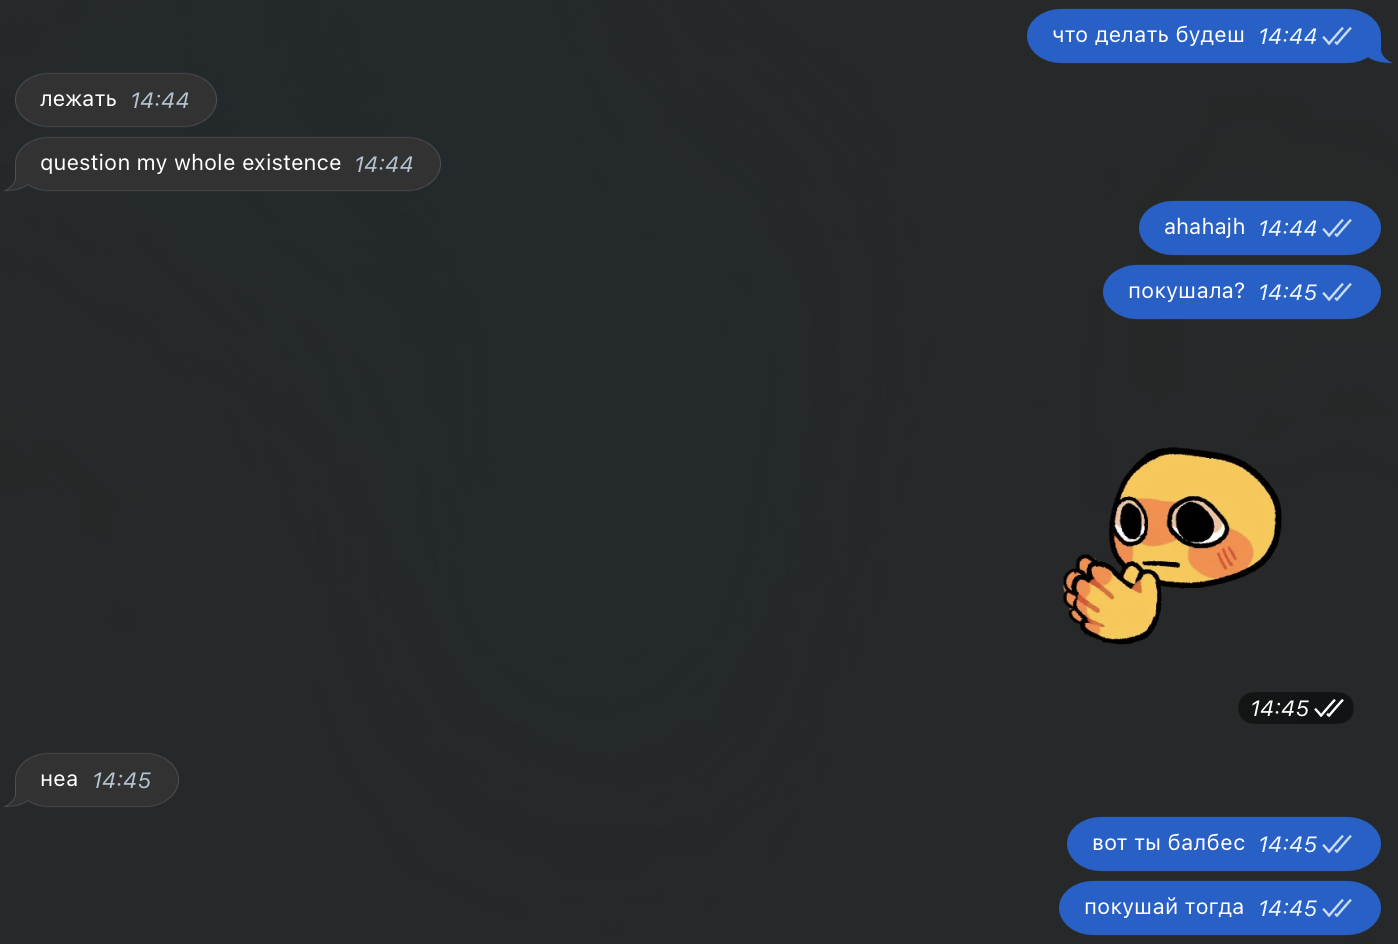 что делать будеш 14:44
лежать 14:44
question my whole existence 14:44
ahahajh 14:44
покушала? 14:45
14:45
неа 14:45
вот ты балбес 14:45
покушай тогда 14:45